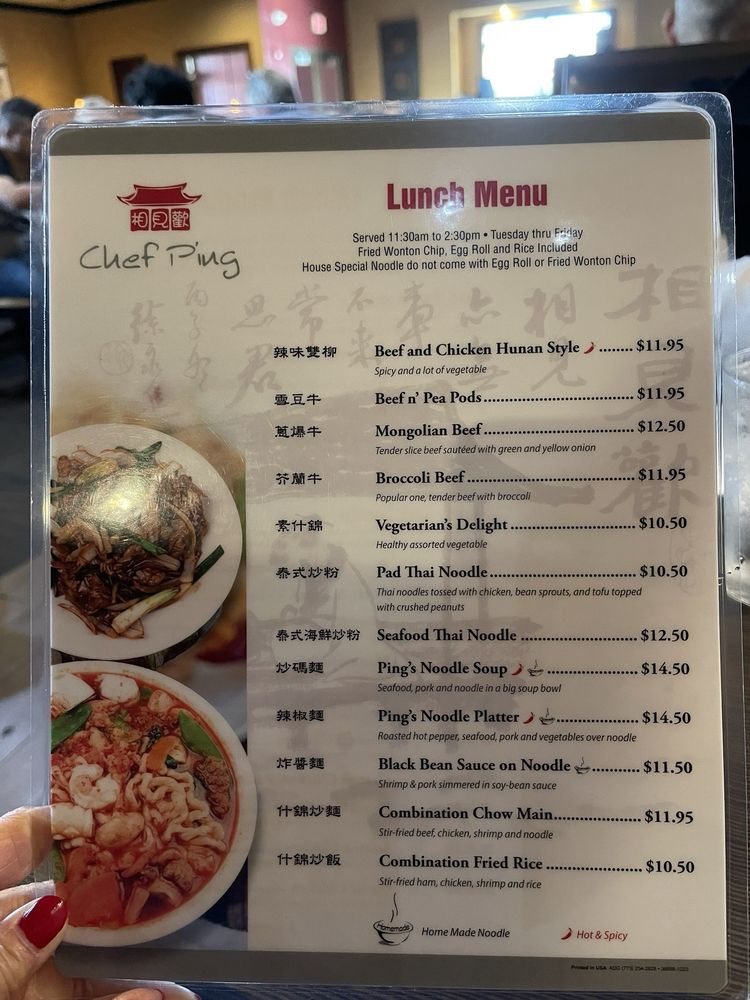 相見歡
Chef Ping
Lunch Menu
Served 11:30am to 2:30pm • Tuesday thru Friday
Fried Wonton Chip, Egg Roll and Rice Included
House Special Noodle do not come with Egg Roll or Fried Wonton Chip
相見歡
辣味雙柳 Beef and Chicken Hunan Style ........ $11.95
Spicy and a lot of vegetable
雪豆牛 Beef n' Pea Pods ........ $11.95
蔥爆牛 Mongolian Beef ........ $12.50
Tender slice beef sautéed with green and yellow onion
芥蘭牛 Broccoli Beef ........ $11.95
Popular one, tender beef with broccoli
素什錦 Vegetarian's Delight ........ $10.50
Healthy assorted vegetable
泰式炒粉 Pad Thai Noodle ........ $10.50
Thai noodles tossed with chicken, bean sprouts, and tofu topped
with crushed peanuts
泰式海鮮炒粉 Seafood Thai Noodle ........ $12.50
炒碼麵 Ping's Noodle Soup ........ $14.50
Seafood, pork and noodle in a big soup bowl
辣椒麵 Ping's Noodle Platter ........ $14.50
Roasted hot pepper, seafood, pork and vegetables over noodle
炸醬麵 Black Bean Sauce on Noodle ........ $11.50
Shrimp & pork simmered in soy-bean sauce
什錦炒麵 Combination Chow Main ........ $11.95
Stir-fried beef, chicken, shrimp and noodle
什錦炒飯 Combination Fried Rice ........ $10.50
Stir-fried ham, chicken, shrimp and rice
Homemade Home Made Noodle
Hot & Spicy
Printed in USA